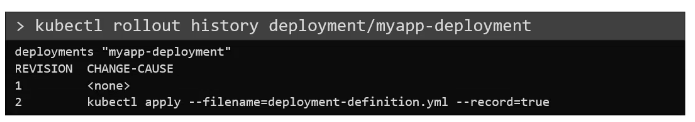 > kubectl rollout history deployment/myapp-deployment
deployments "myapp-deployment"
REVISION CHANGE-CAUSE
1 <none>
2 kubectl apply --filename=deployment-definition.yml --record=true